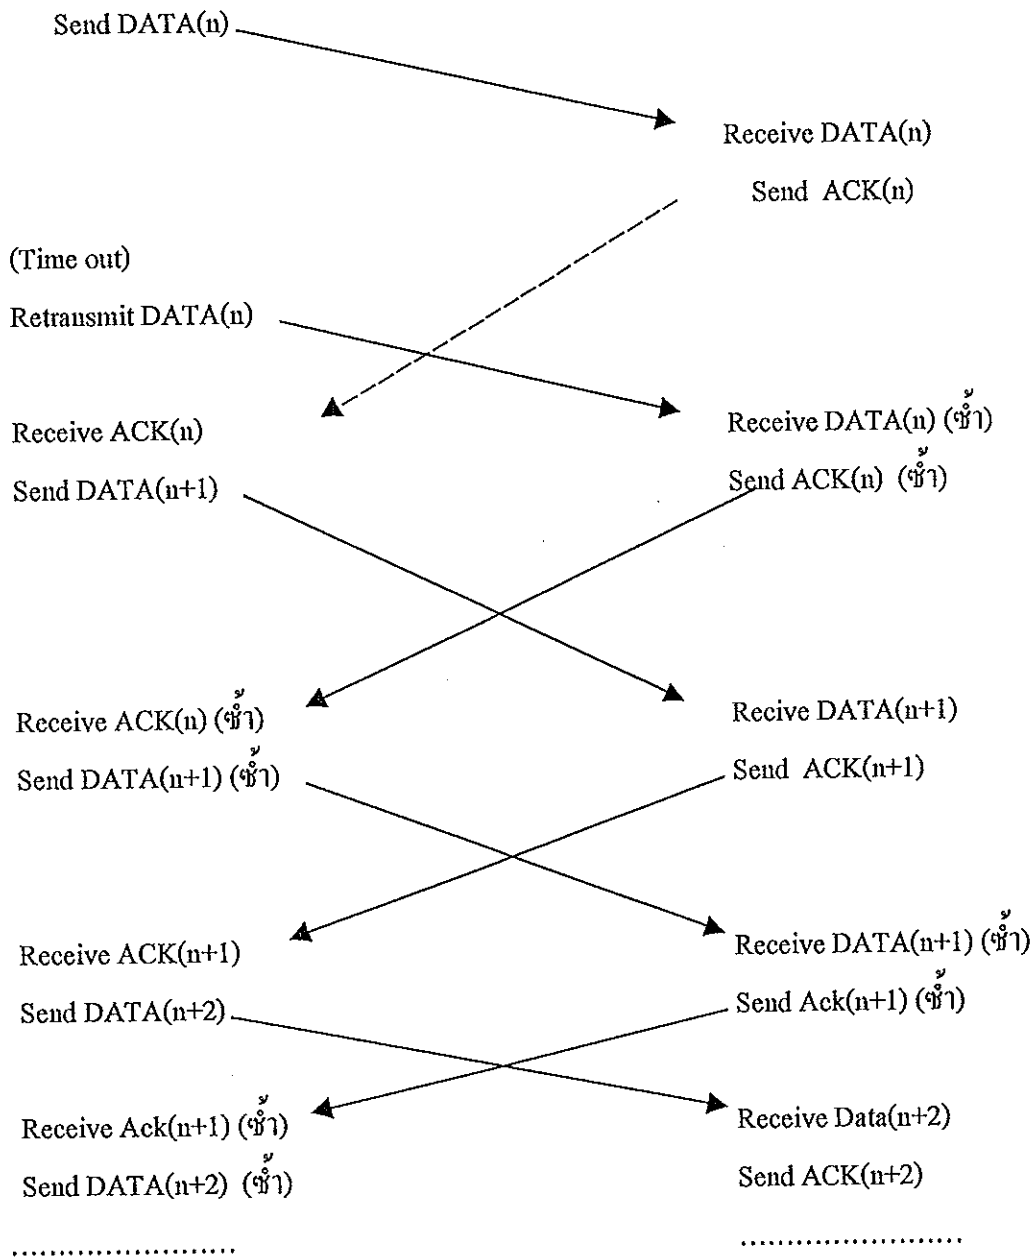 Send DATA(n)
Receive DATA(n)
Send ACK(n)
(Time out)
Retransmit DATA(n)
Receive ACK(n)
Receive DATA(n) (ซ้ำ)
Send DATA(n+1)
Send ACK(n) (ซ้ำ)
Receive ACK(n) (ซ้ำ)
Recive DATA(n+1)
Send DATA(n+1) (ซ้ำ)
Send ACK(n+1)
Receive ACK(n+1)
Receive DATA(n+1) (ซ้ำ)
Send DATA(n+2)
Send Ack(n+1) (ซ้ำ)
Receive Ack(n+1) (ซ้ำ)
Receive Data(n+2)
Send DATA(n+2) (ซ้ำ)
Send ACK(n+2)
........................
........................